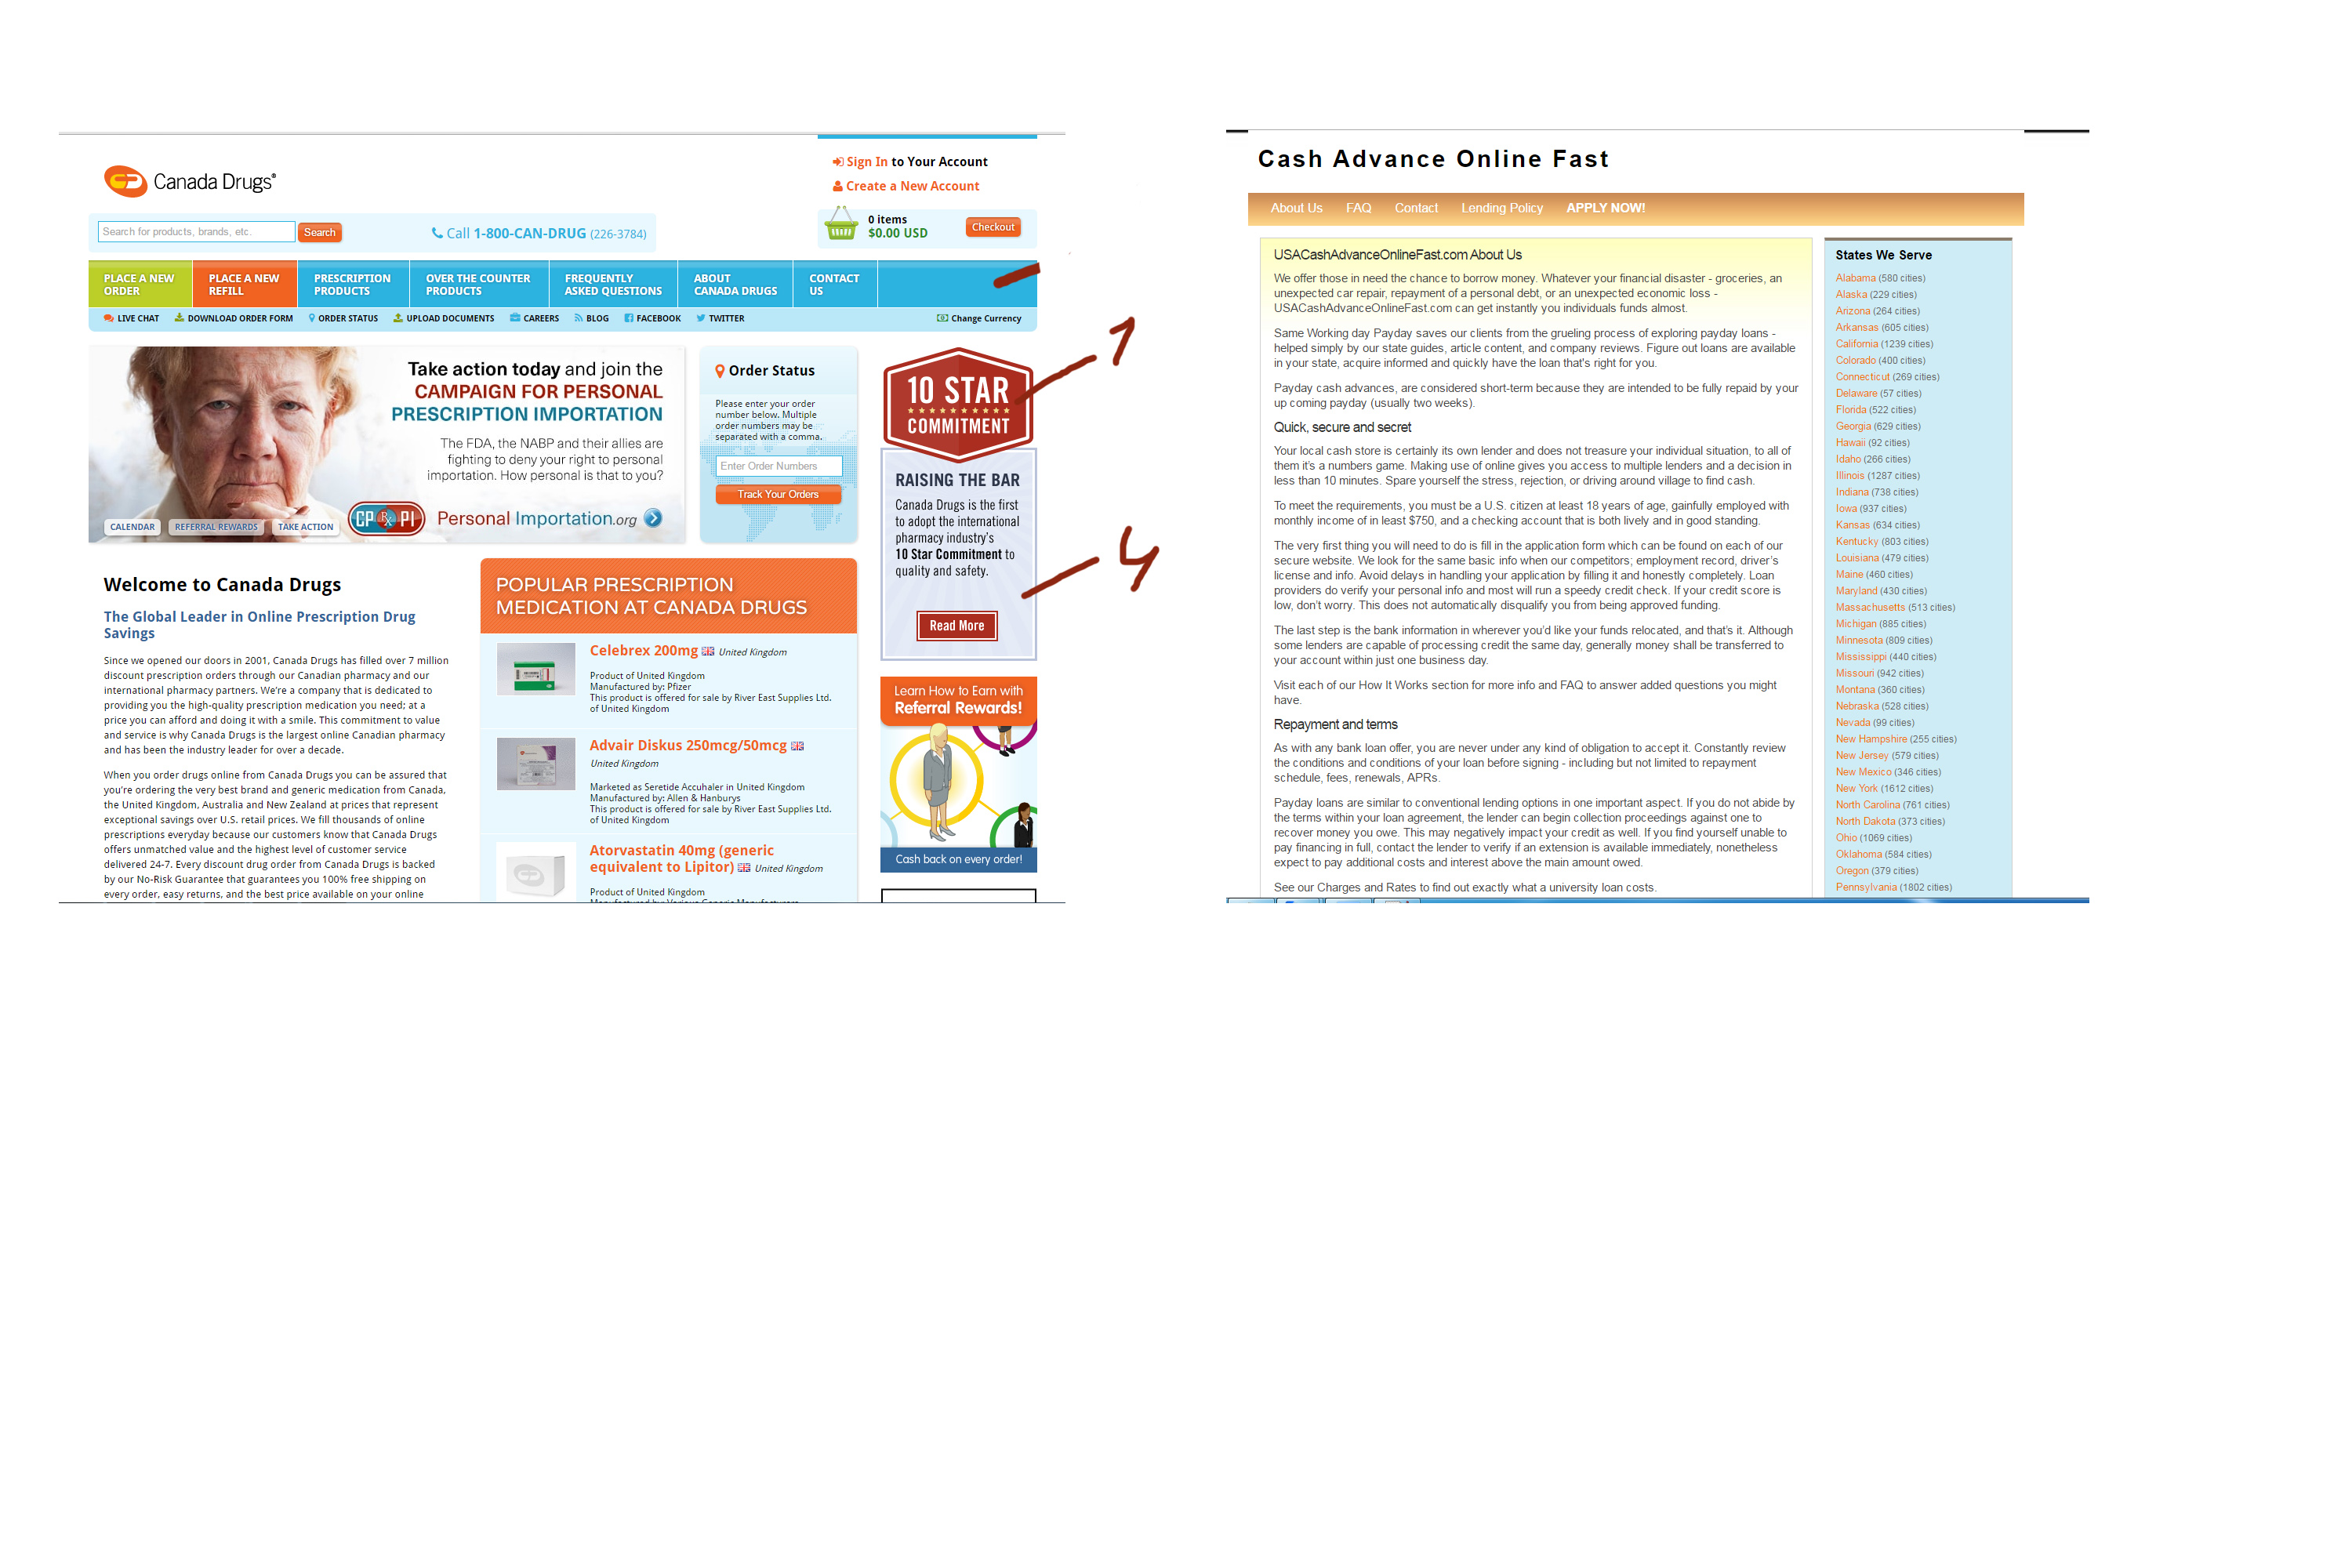 Canada Drugs®
Sign In to Your Account
Create a New Account
Search for products, brands, etc.
Search
Call 1-800-CAN-DRUG (226-3784)
0 items
$0.00 USD
Checkout
PLACE A NEW
ORDER
PLACE A NEW
REFILL
PRESCRIPTION
PRODUCTS
OVER THE COUNTER
PRODUCTS
FREQUENTLY
ASKED QUESTIONS
ABOUT
CANADA DRUGS
CONTACT
US
LIVE CHAT
DOWNLOAD ORDER FORM
ORDER STATUS
UPLOAD DOCUMENTS
CAREERS
BLOG
FACEBOOK
TWITTER
Change Currency
Take action today and join the
CAMPAIGN FOR PERSONAL
PRESCRIPTION IMPORTATION
The FDA, the NABP and their allies are
fighting to deny your right to personal
importation. How personal is that to you?
CALENDAR
REFERRAL REWARDS
TAKE ACTION
CP Rx PI
Personal Importation.org
Order Status
Please enter your order
number below. Multiple
order numbers may be
separated with a comma.
Enter Order Numbers
Track Your Orders
10 STAR
COMMITMENT
1
RAISING THE BAR
Canada Drugs is the first
to adopt the international
pharmacy industry's
10 Star Commitment to
quality and safety.
4
Read More
Welcome to Canada Drugs
The Global Leader in Online Prescription Drug
Savings
Since we opened our doors in 2001, Canada Drugs has filled over 7 million
discount prescription orders through our Canadian pharmacy and our
international pharmacy partners. We're a company that is dedicated to
providing you the high-quality prescription medication you need; at a
price you can afford and doing it with a smile. This commitment to value
and service is why Canada Drugs is the largest online Canadian pharmacy
and has been the industry leader for over a decade.
When you order drugs online from Canada Drugs you can be assured that
you're ordering the very best brand and generic medication from Canada,
the United Kingdom, Australia and New Zealand at prices that represent
exceptional savings over U.S. retail prices. We fill thousands of online
prescriptions everyday because our customers know that Canada Drugs
offers unmatched value and the highest level of customer service
delivered 24-7. Every discount drug order from Canada Drugs is backed
by our No-Risk Guarantee that guarantees you 100% free shipping on
every order, easy returns, and the best price available on your online
POPULAR PRESCRIPTION
MEDICATION AT CANADA DRUGS
Celebrex 200mg United Kingdom
Product of United Kingdom
Manufactured by: Pfizer
This product is offered for sale by River East Supplies Ltd.
of United Kingdom
Advair Diskus 250mcg/50mcg
United Kingdom
Marketed as Seretide Accuhaler in United Kingdom
Manufactured by: Allen & Hanburys
This product is offered for sale by River East Supplies Ltd.
of United Kingdom
Atorvastatin 40mg (generic
equivalent to Lipitor) United Kingdom
Product of United Kingdom
Manufactured by: Various Generic Manufacturers
Learn How to Earn with
Referral Rewards!
Cash back on every order!
Cash Advance Online Fast
About Us
FAQ
Contact
Lending Policy
APPLY NOW!
USACashAdvanceOnlineFast.com About Us
We offer those in need the chance to borrow money. Whatever your financial disaster - groceries, an
unexpected car repair, repayment of a personal debt, or an unexpected economic loss -
USACashAdvanceOnlineFast.com can get instantly you individuals funds almost.
Same Working day Payday saves our clients from the grueling process of exploring payday loans -
helped simply by our state guides, article content, and company reviews. Figure out loans are available
in your state, acquire informed and quickly have the loan that's right for you.
Payday cash advances, are considered short-term because they are intended to be fully repaid by your
up coming payday (usually two weeks).
Quick, secure and secret
Your local cash store is certainly its own lender and does not treasure your individual situation, to all of
them it's a numbers game. Making use of online gives you access to multiple lenders and a decision in
less than 10 minutes. Spare yourself the stress, rejection, or driving around village to find cash.
To meet the requirements, you must be a U.S. citizen at least 18 years of age, gainfully employed with
monthly income of in least $750, and a checking account that is both lively and in good standing.
The very first thing you will need to do is fill in the application form which can be found on each of our
secure website. We look for the same basic info when our competitors; employment record, driver's
license and info. Avoid delays in handling your application by filling it and honestly completely. Loan
providers do verify your personal info and most will run a speedy credit check. If your credit score is
low, don't worry. This does not automatically disqualify you from being approved funding.
The last step is the bank information in wherever you'd like your funds relocated, and that's it. Although
some lenders are capable of processing credit the same day, generally money shall be transferred to
your account within just one business day.
Visit each of our How It Works section for more info and FAQ to answer added questions you might
have.
Repayment and terms
As with any bank loan offer, you are never under any kind of obligation to accept it. Constantly review
the conditions and conditions of your loan before signing - including but not limited to repayment
schedule, fees, renewals, APRs.
Payday loans are similar to conventional lending options in one important aspect. If you do not abide by
the terms within your loan agreement, the lender can begin collection proceedings against one to
recover money you owe. This may negatively impact your credit as well. If you find yourself unable to
pay financing in full, contact the lender to verify if an extension is available immediately, nonetheless
expect to pay additional costs and interest above the main amount owed.
See our Charges and Rates to find out exactly what a university loan costs.
States We Serve
Alabama (580 cities)
Alaska (229 cities)
Arizona (264 cities)
Arkansas (605 cities)
California (1239 cities)
Colorado (400 cities)
Connecticut (269 cities)
Delaware (57 cities)
Florida (522 cities)
Georgia (629 cities)
Hawaii (92 cities)
Idaho (266 cities)
Illinois (1287 cities)
Indiana (738 cities)
Iowa (937 cities)
Kansas (634 cities)
Kentucky (803 cities)
Louisiana (479 cities)
Maine (460 cities)
Maryland (430 cities)
Massachusetts (513 cities)
Michigan (885 cities)
Minnesota (809 cities)
Mississippi (440 cities)
Missouri (942 cities)
Montana (360 cities)
Nebraska (528 cities)
Nevada (99 cities)
New Hampshire (255 cities)
New Jersey (579 cities)
New Mexico (346 cities)
New York (1612 cities)
North Carolina (761 cities)
North Dakota (373 cities)
Ohio (1069 cities)
Oklahoma (584 cities)
Oregon (379 cities)
Pennsylvania (1802 cities)